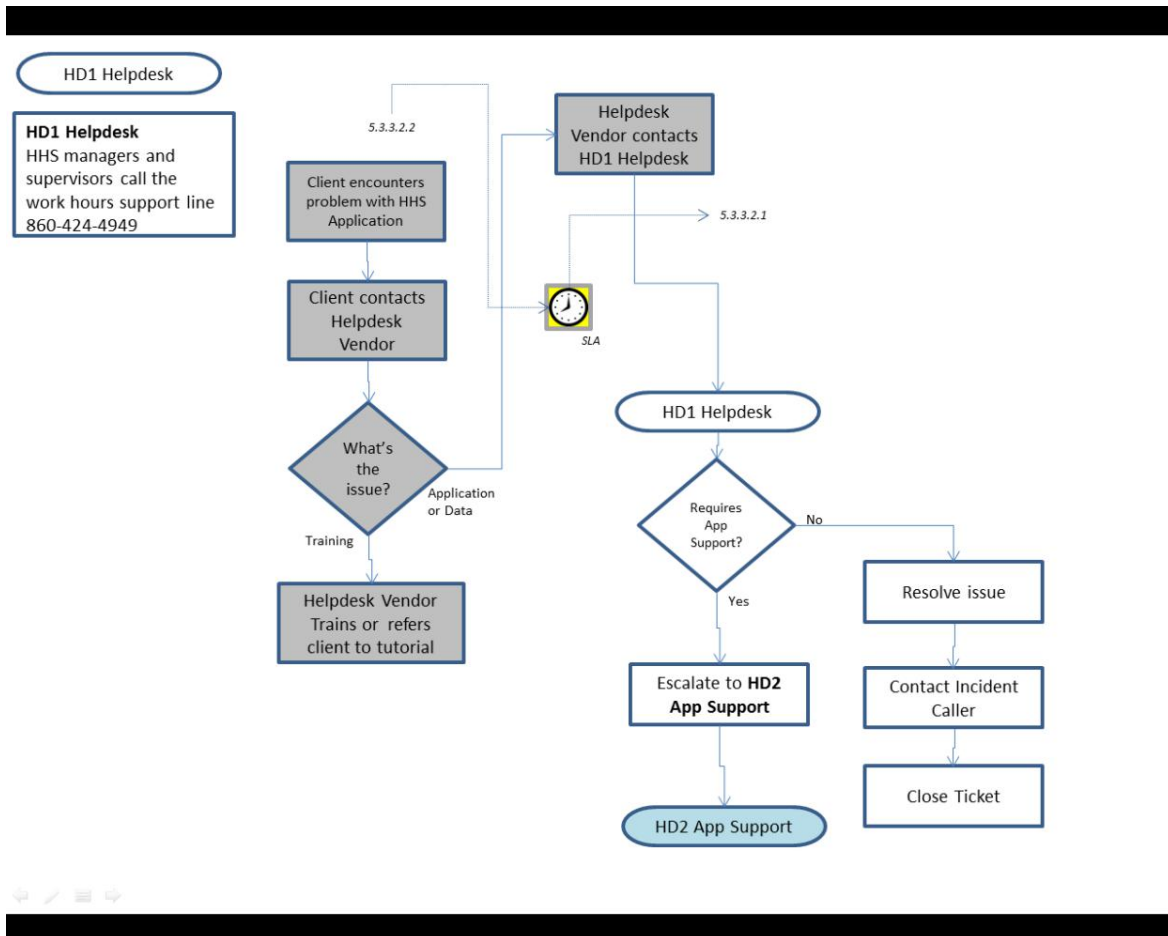 HD1 Helpdesk
HD1 Helpdesk
HHS managers and
supervisors call the
work hours support line
860-424-4949
5.3.3.2.2
Client encounters
problem with HHS
Application
Client contacts
Helpdesk
Vendor
What's
the
issue?
Application
or Data
Training
Helpdesk Vendor
Trains or refers
client to tutorial
Helpdesk
Vendor contacts
HD1 Helpdesk
5.3.3.2.1
SLA
HD1 Helpdesk
Requires
App
Support?
No
Yes
Resolve issue
Contact Incident
Caller
Close Ticket
Escalate to HD2
App Support
HD2 App Support